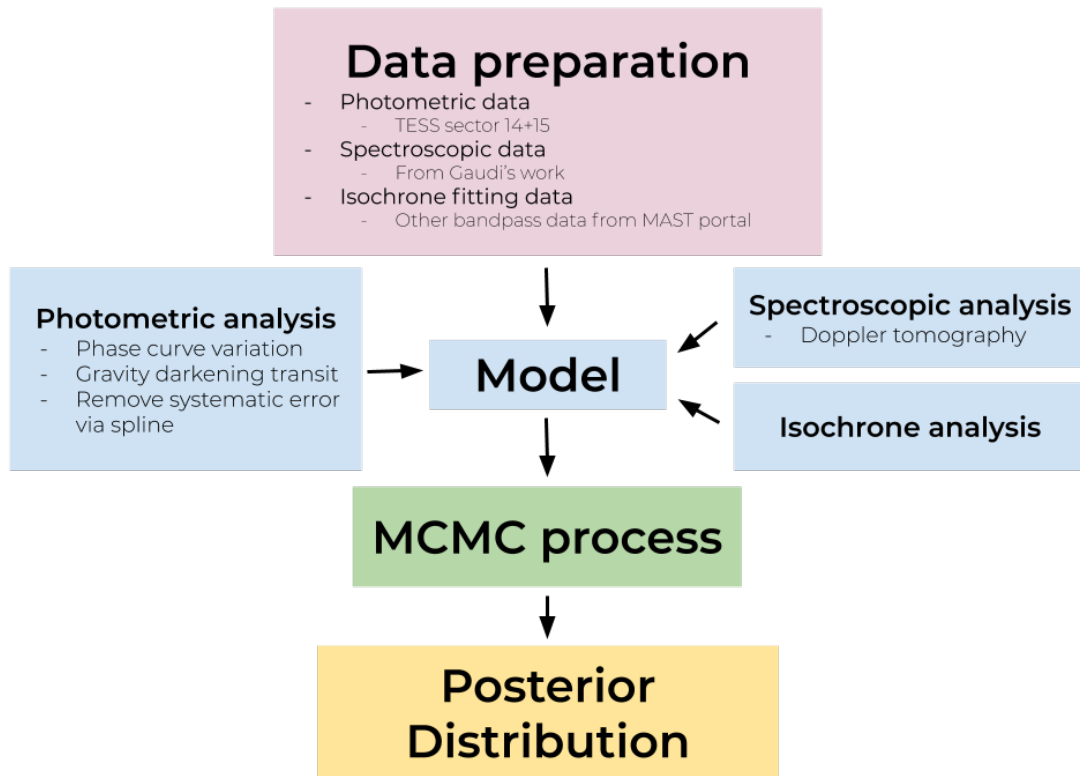 Data preparation
- Photometric data
- TESS sector 14+15
- Spectroscopic data
- From Gaudi's work
- Isochrone fitting data
- Other bandpass data from MAST portal
Photometric analysis
- Phase curve variation
- Gravity darkening transit
- Remove systematic error
via spline
Model
Spectroscopic analysis
- Doppler tomography
Isochrone analysis
MCMC process
Posterior
Distribution